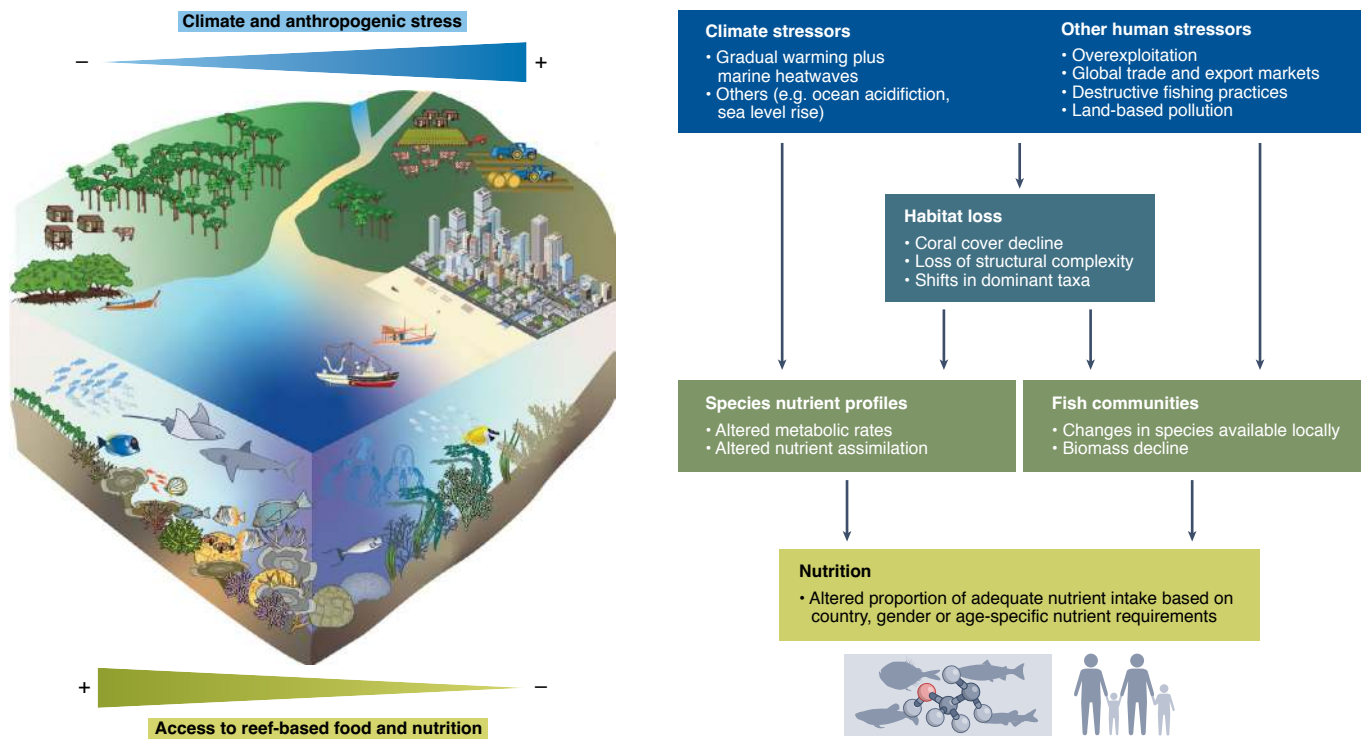 Climate and anthropogenic stress
− +
+ −
Access to reef-based food and nutrition
Climate stressors
• Gradual warming plus
marine heatwaves
• Others (e.g. ocean acidifiction,
sea level rise)
Other human stressors
• Overexploitation
• Global trade and export markets
• Destructive fishing practices
• Land-based pollution
Habitat loss
• Coral cover decline
• Loss of structural complexity
• Shifts in dominant taxa
Species nutrient profiles
• Altered metabolic rates
• Altered nutrient assimilation
Fish communities
• Changes in species available locally
• Biomass decline
Nutrition
• Altered proportion of adequate nutrient intake based on
country, gender or age-specific nutrient requirements